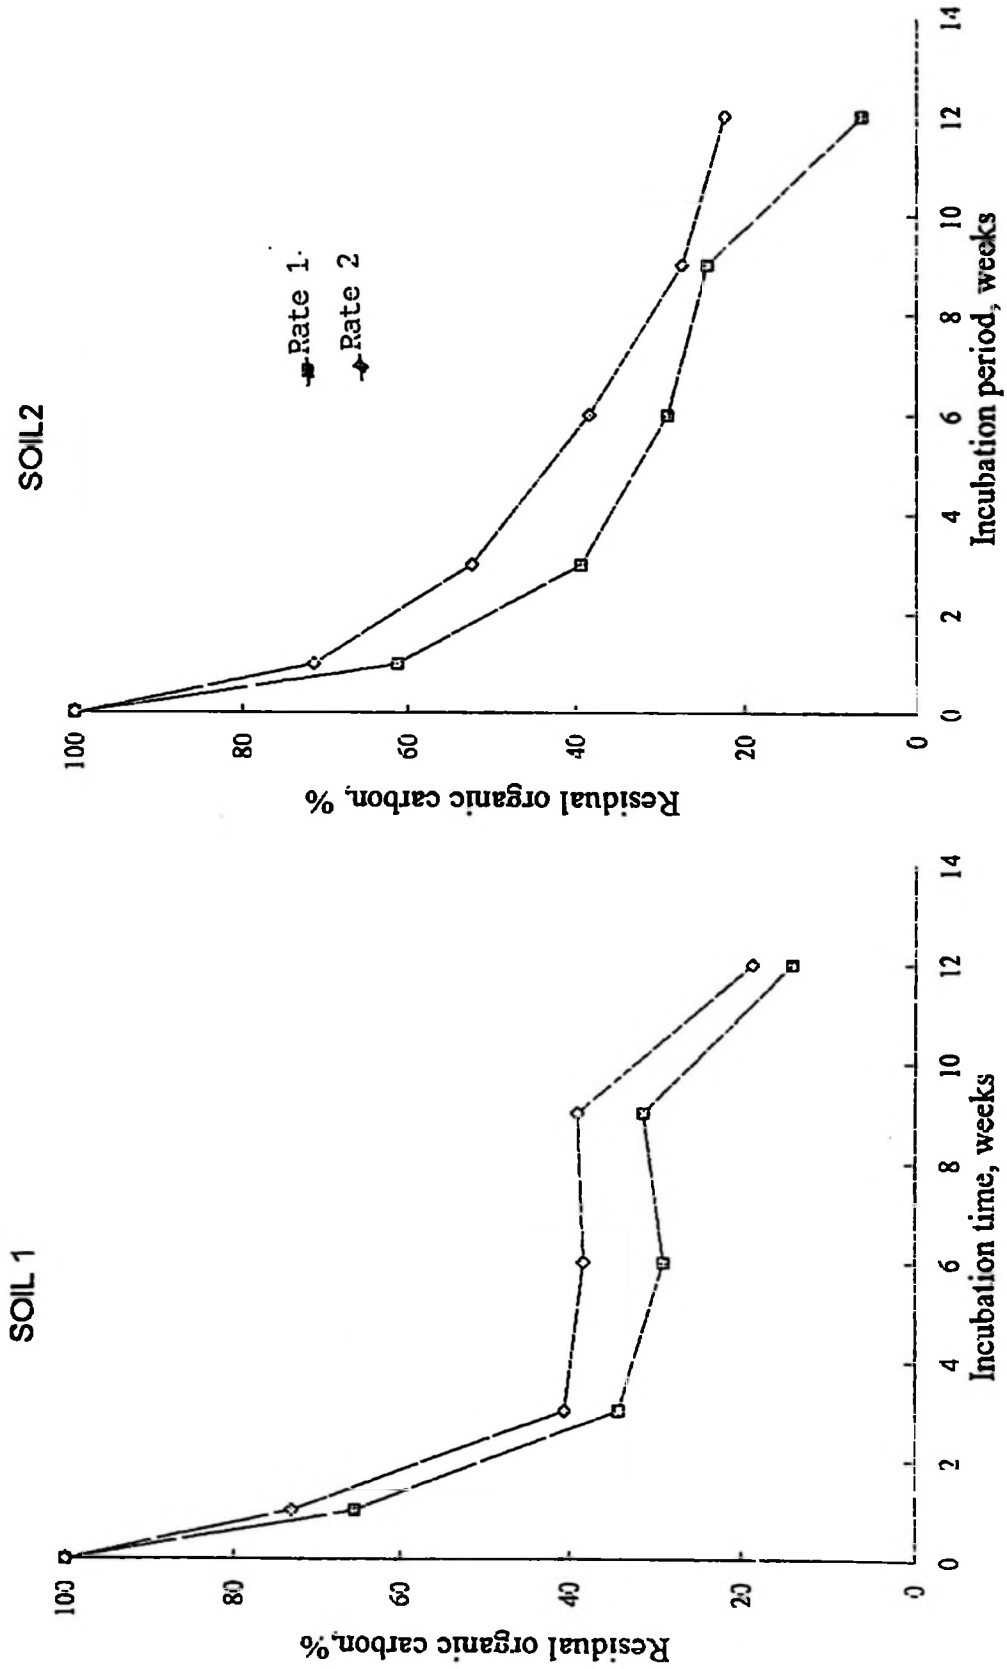 SOIL 1
Residual organic carbon, %
100
80
60
40
20
0
0 2 4 6 8 10 12 14
Incubation time, weeks
SOIL2
Rate 1
Rate 2
Residual organic carbon, %
100
80
60
40
20
0
0 2 4 6 8 10 12 14
Incubation period, weeks